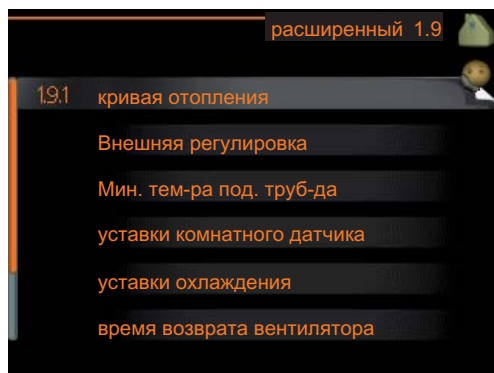 расширенный 1.9
1.9.1 кривая отопления
Внешняя регулировка
Мин. тем-ра под. труб-да
уставки комнатного датчика
уставки охлаждения
время возврата вентилятора